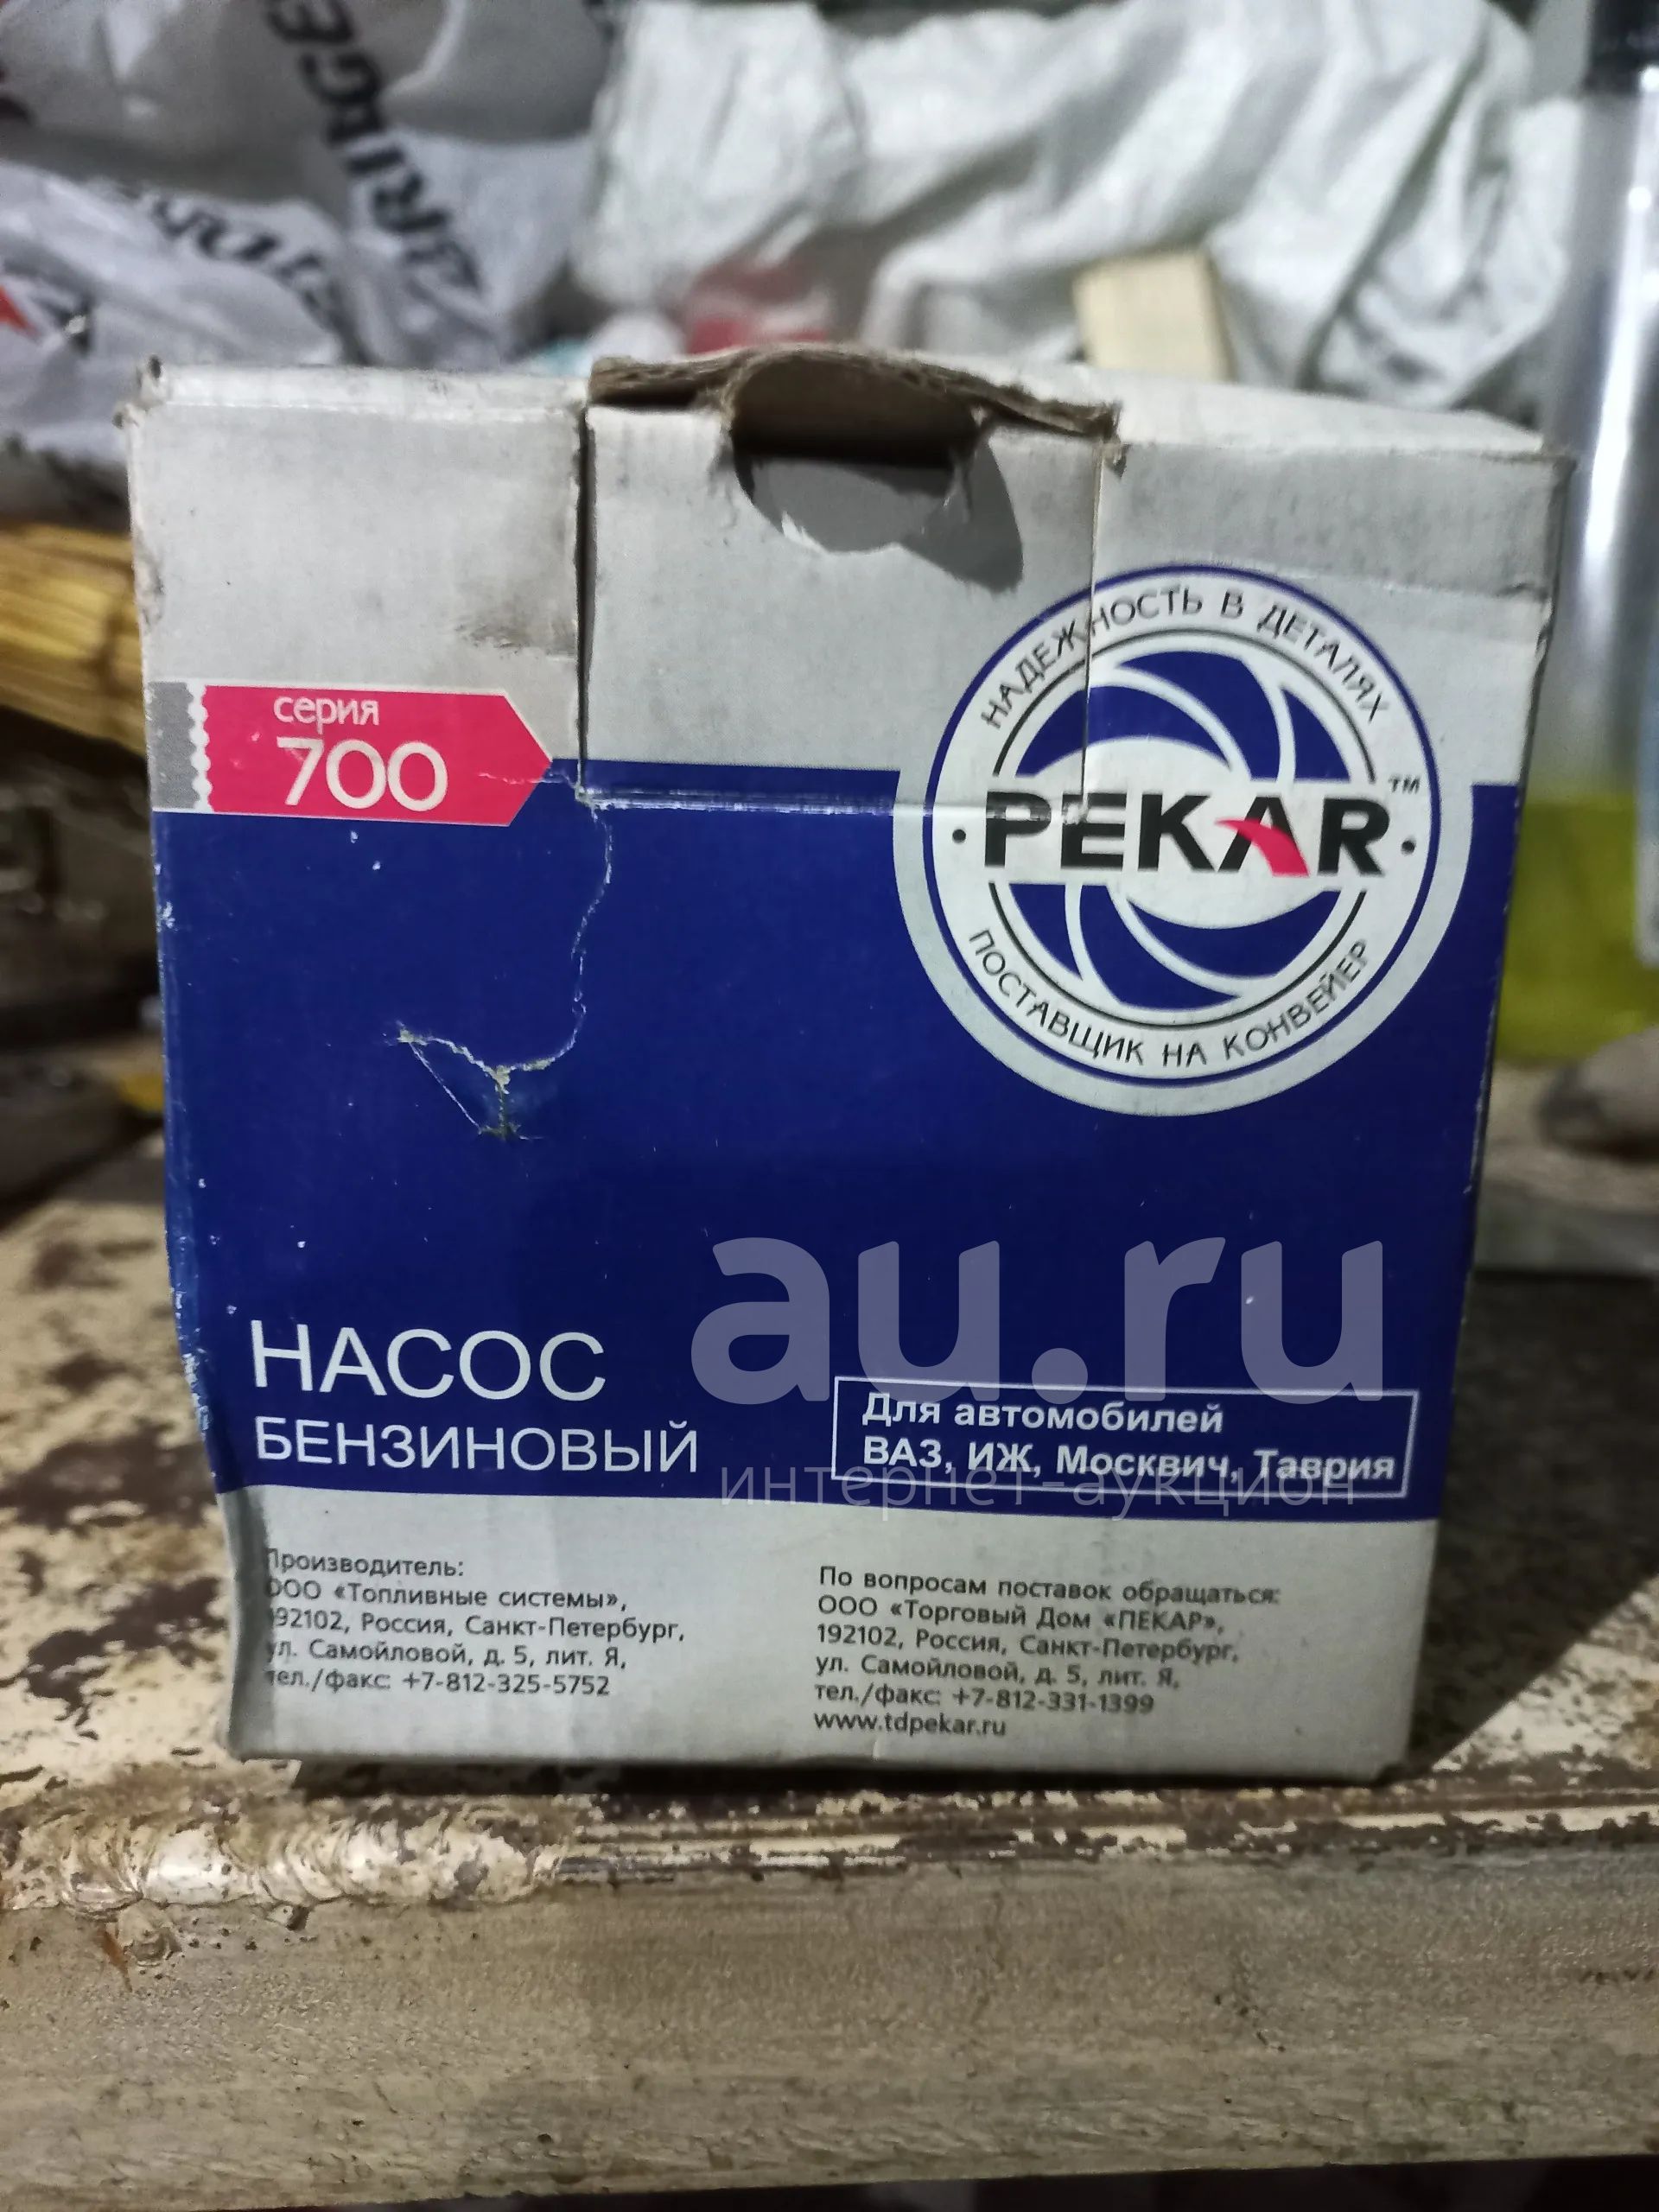 серия
700
НАДЕЖНОСТЬ В ДЕТАЛЯХ
PEKAR™
ПОСТАВЩИК НА КОНВЕЙЕР
au.ru
интернет-аукцион
НАСОС
БЕНЗИНОВЫЙ
Для автомобилей
ВАЗ, ИЖ, Москвич, Таврия
Производитель:
ООО «Топливные системы»,
192102, Россия, Санкт-Петербург,
ул. Самойловой, д. 5, лит. Я,
тел./факс: +7-812-325-5752
По вопросам поставок обращаться:
ООО «Торговый Дом «ПЕКАР»,
192102, Россия, Санкт-Петербург,
ул. Самойловой, д. 5, лит. Я,
тел./факс: +7-812-331-1399
www.tdpekar.ru